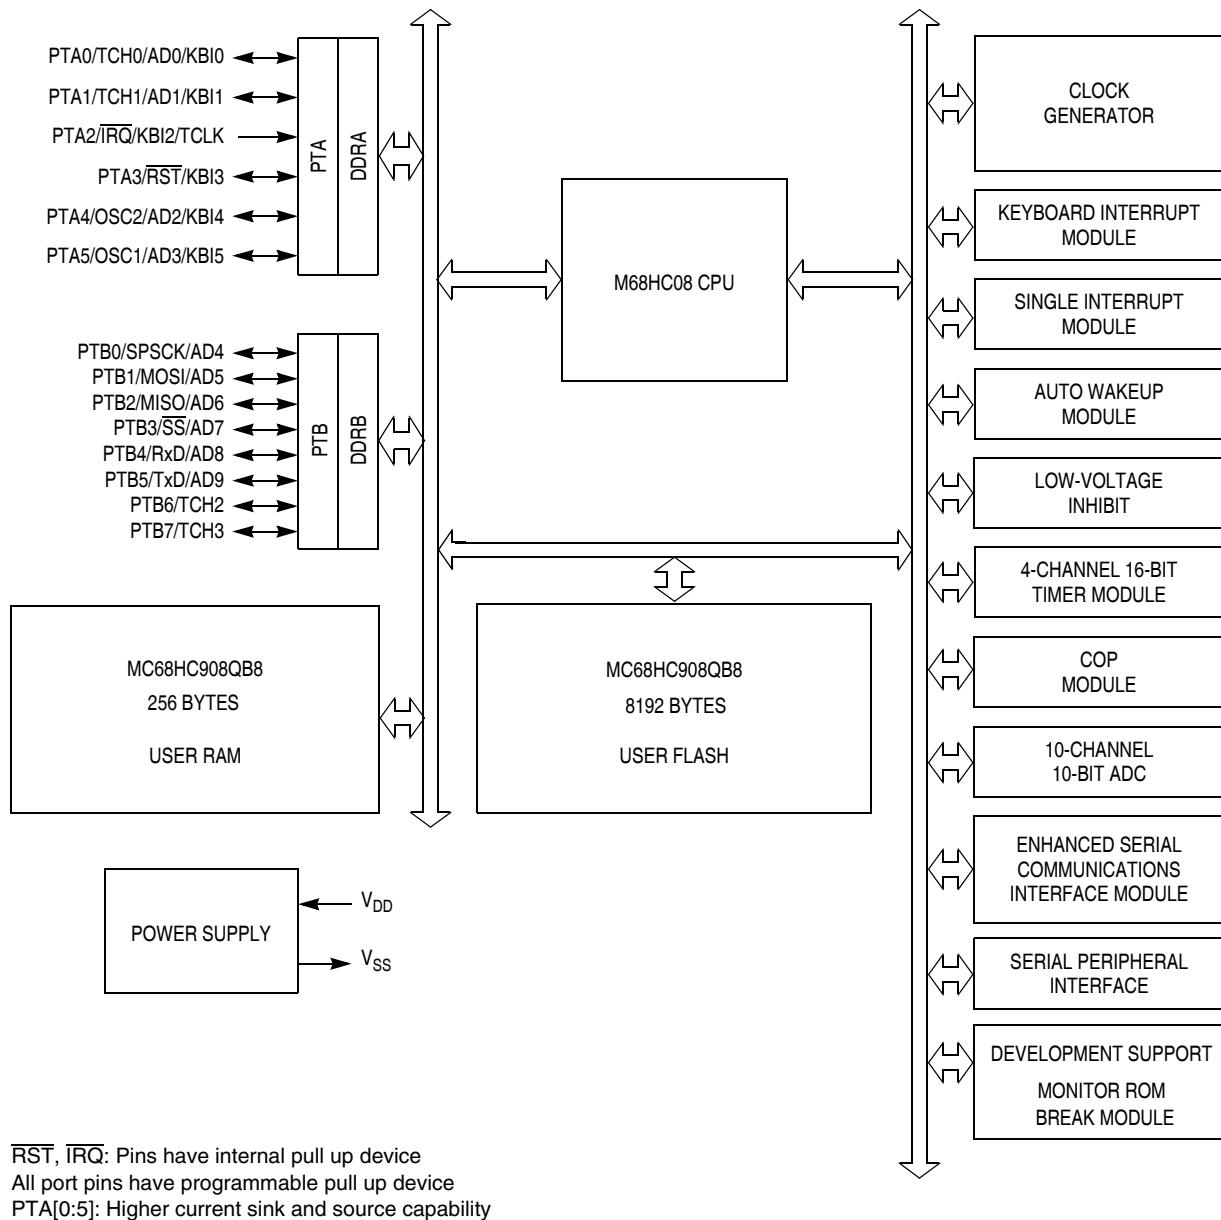 PTA0/TCH0/AD0/KBI0
PTA1/TCH1/AD1/KBI1
PTA2/I̅R̅Q̅/KBI2/TCLK
PTA3/R̅S̅T̅/KBI3
PTA4/OSC2/AD2/KBI4
PTA5/OSC1/AD3/KBI5
PTA
DDRA
PTB0/SPSCK/AD4
PTB1/MOSI/AD5
PTB2/MISO/AD6
PTB3/S̅S̅/AD7
PTB4/RxD/AD8
PTB5/TxD/AD9
PTB6/TCH2
PTB7/TCH3
PTB
DDRB
M68HC08 CPU
MC68HC908QB8
256 BYTES
USER RAM
MC68HC908QB8
8192 BYTES
USER FLASH
POWER SUPPLY
VDD
VSS
CLOCK
GENERATOR
KEYBOARD INTERRUPT
MODULE
SINGLE INTERRUPT
MODULE
AUTO WAKEUP
MODULE
LOW-VOLTAGE
INHIBIT
4-CHANNEL 16-BIT
TIMER MODULE
COP
MODULE
10-CHANNEL
10-BIT ADC
ENHANCED SERIAL
COMMUNICATIONS
INTERFACE MODULE
SERIAL PERIPHERAL
INTERFACE
DEVELOPMENT SUPPORT
MONITOR ROM
BREAK MODULE
R̅S̅T̅, I̅R̅Q̅: Pins have internal pull up device
All port pins have programmable pull up device
PTA[0:5]: Higher current sink and source capability